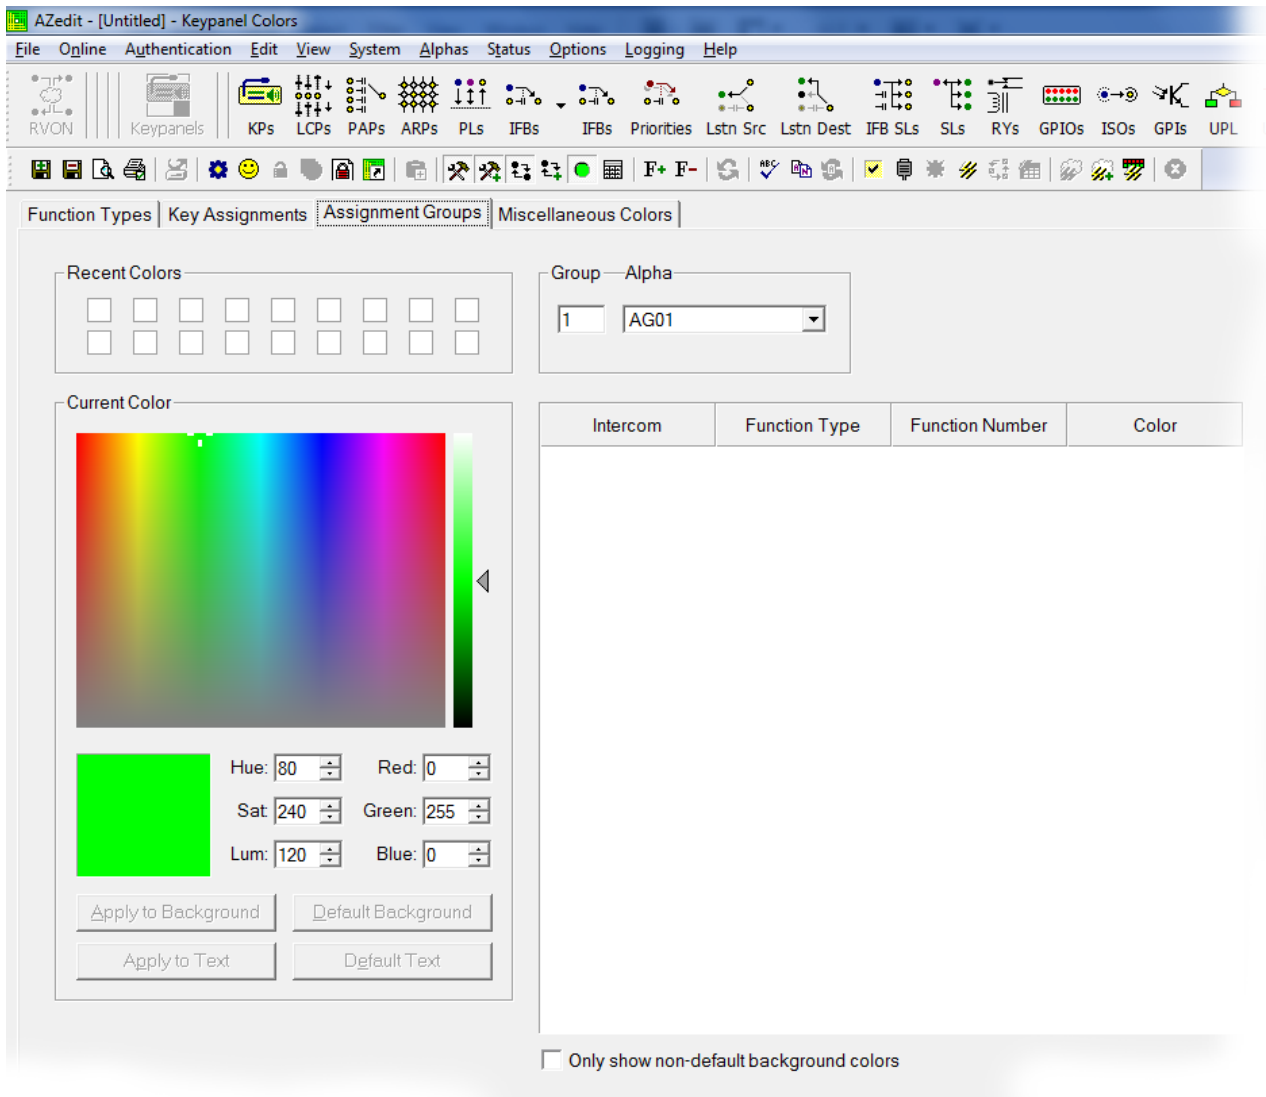 AZedit - [Untitled] - Keypanel Colors
File Online Authentication Edit View System Alphas Status Options Logging Help
RVON Keypanels KPs LCPs PAPs ARPs PLs IFBs IFBs Priorities Lstn Src Lstn Dest IFB SLs SLs RYs GPIOs ISOs GPIs UPL
F+ F- ABC
Function Types Key Assignments Assignment Groups Miscellaneous Colors
Recent Colors Group Alpha
1 AG01
Current Color
Intercom Function Type Function Number Color
Hue: 80 Red: 0
Sat: 240 Green: 255
Lum: 120 Blue: 0
Apply to Background Default Background
Apply to Text Default Text
Only show non-default background colors